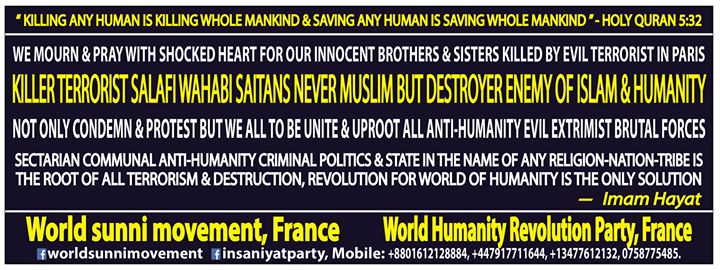 " KILLING ANY HUMAN IS KILLING WHOLE MANKIND & SAVING ANY HUMAN IS SAVING WHOLE MANKIND " - HOLY QURAN 5:32
WE MOURN & PRAY WITH SHOCKED HEART FOR OUR INNOCENT BROTHERS & SISTERS KILLED BY EVIL TERRORIST IN PARIS
KILLER TERRORIST SALAFI WAHABI SAITANS NEVER MUSLIM BUT DESTROYER ENEMY OF ISLAM & HUMANITY
NOT ONLY CONDEMN & PROTEST BUT WE ALL TO BE UNITE & UPROOT ALL ANTI-HUMANITY EVIL EXTRIMIST BRUTAL FORCES
SECTARIAN COMMUNAL ANTI-HUMANITY CRIMINAL POLITICS & STATE IN THE NAME OF ANY RELIGION-NATION-TRIBE IS
THE ROOT OF ALL TERRORISM & DESTRUCTION, REVOLUTION FOR WORLD OF HUMANITY IS THE ONLY SOLUTION
— Imam Hayat
World sunni movement, France World Humanity Revolution Party, France
f worldsunnimovement f insaniyatparty, Mobile: +8801612128884, +447917711644, +13477612132, 0758775485.